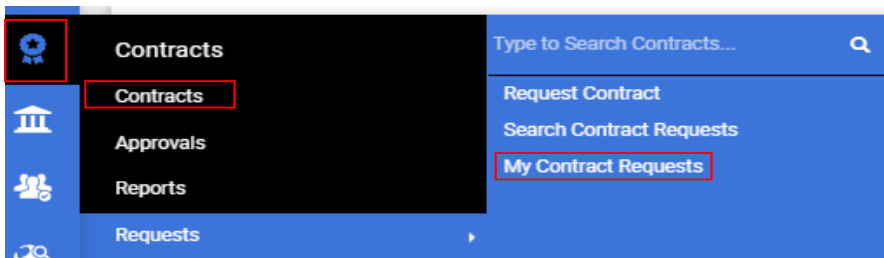 Contracts
Contracts
Approvals
Reports
Requests
Type to Search Contracts...
Request Contract
Search Contract Requests
My Contract Requests